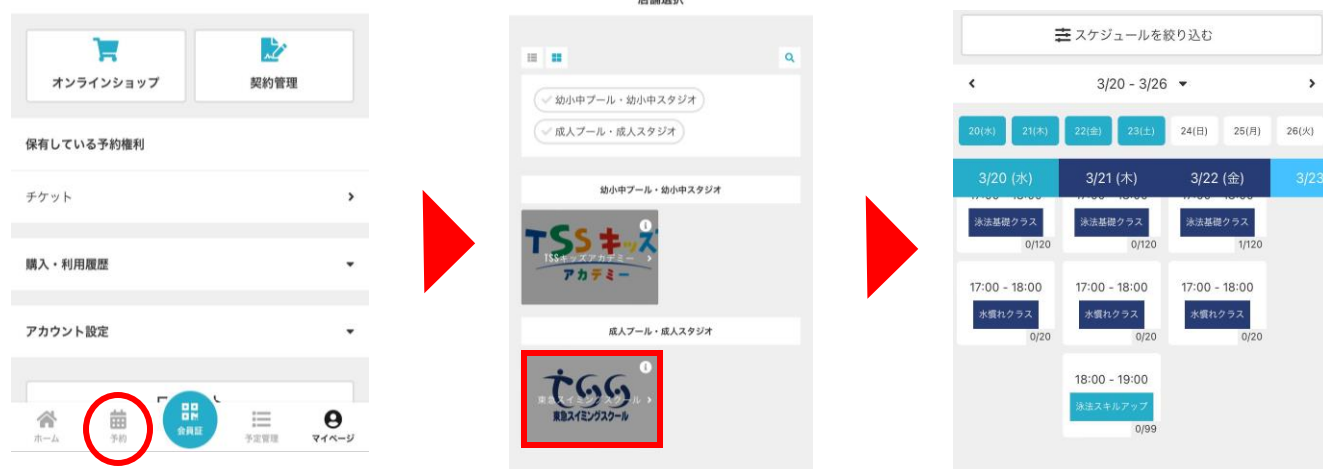 オンラインショップ
契約管理
保有している予約権利
チケット
購入・利用履歴
アカウント設定
ホーム
予約
会員証
予定管理
マイページ
店舗選択
幼小中プール・幼小中スタジオ
成人プール・成人スタジオ
幼小中プール・幼小中スタジオ
TSSキッズ
TSSキッズアカデミー
アカデミー
成人プール・成人スタジオ
tss
東急スイミングスクール
東急スイミングスクール
スケジュールを絞り込む
3/20 - 3/26
20(水) 21(木) 22(金) 23(土) 24(日) 25(月) 26(火)
3/20 (水) 3/21 (木) 3/22 (金) 3/23
17:00 - 18:00 17:00 - 18:00 17:00 - 18:00
泳法基礎クラス 泳法基礎クラス 泳法基礎クラス
0/120 0/120 1/120
17:00 - 18:00 17:00 - 18:00 17:00 - 18:00
水慣れクラス 水慣れクラス 水慣れクラス
0/20 0/20 0/20
18:00 - 19:00
泳法スキルアップ
0/99